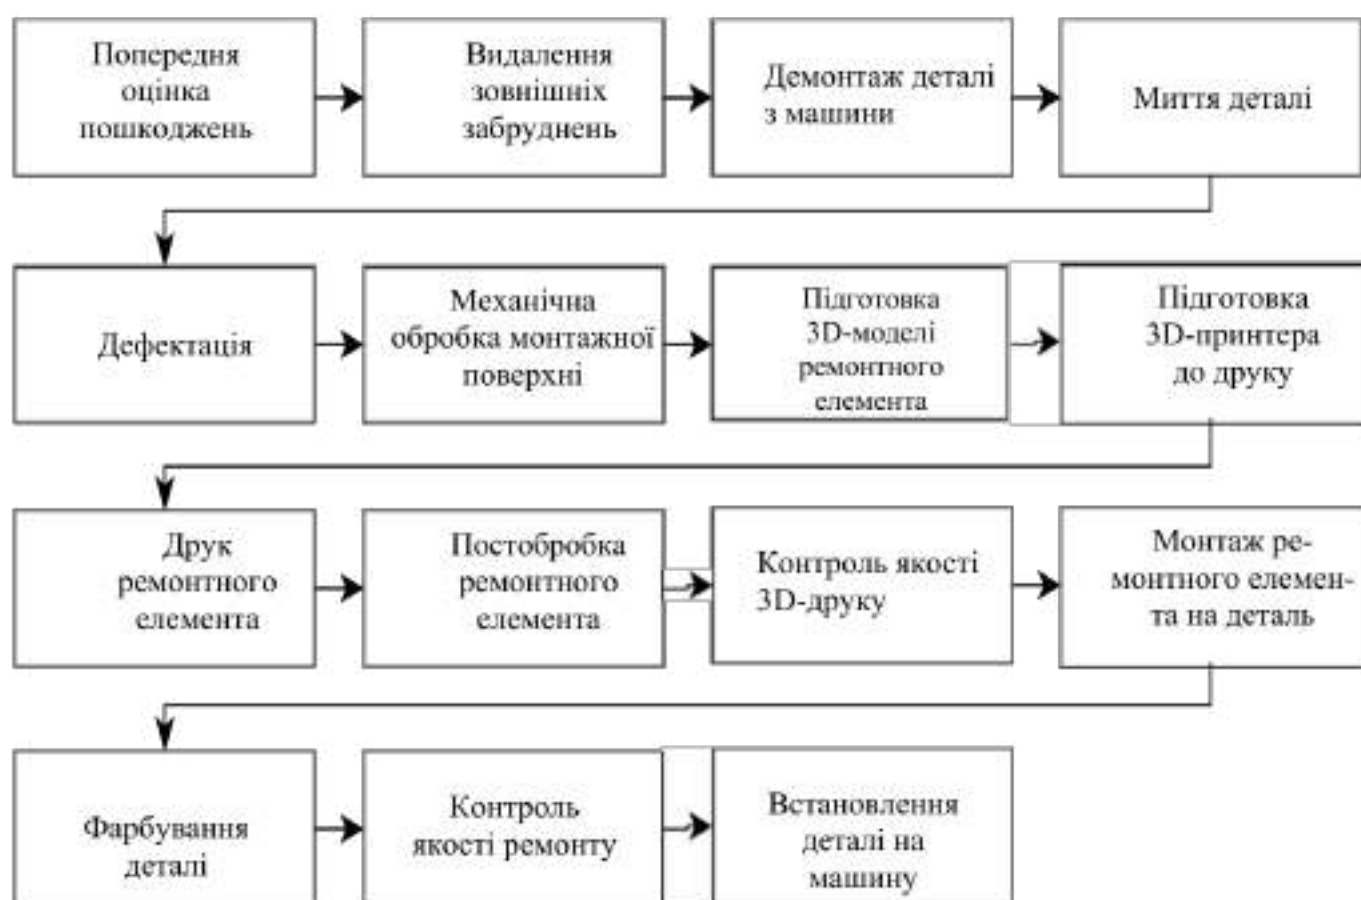 Попередня
оцінка
пошкоджень
Видалення
зовнішніх
забруднень
Демонтаж деталі
з машини
Миття деталі
Дефектація
Механічна
обробка монтажної
поверхні
Підготовка
3D-моделі
ремонтного
елемента
Підготовка
3D-принтера
до друку
Друк
ремонтного
елемента
Постобробка
ремонтного
елемента
Контроль якості
3D-друку
Монтаж ре-
монтного елемен-
та на деталь
Фарбування
деталі
Контроль
якості ремонту
Встановлення
деталі на
машину